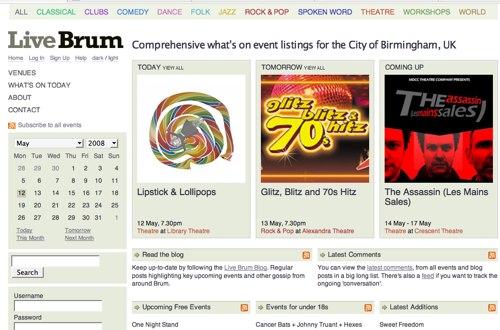 ALL CLASSICAL CLUBS COMEDY DANCE FOLK JAZZ ROCK & POP SPOKEN WORD THEATRE WORKSHOPS WORLD
Live Brum
Comprehensive what's on event listings for the City of Birmingham, UK
Home Log In Sign Up Help dark / light
VENUES
WHAT'S ON TODAY
ABOUT
CONTACT
Subscribe to all events
May 2008
Mon Tue Wed Thu Fri Sat Sun
28 29 30 1 2 3 4
5 6 7 8 9 10 11
12 13 14 15 16 17 18
19 20 21 22 23 24 25
26 27 28 29 30 31 1
Today Tomorrow
This Month Next Month
Search
Username
Password
TODAY VIEW ALL
Lipstick & Lollipops
12 May, 7.30pm
Theatre at Library Theatre
TOMORROW VIEW ALL
glitz
blitz &
70s hitz
Glitz, Blitz and 70s Hitz
13 May, 7.30pm
Rock & Pop at Alexandra Theatre
COMING UP
MDCC THEATRE COMPANY PRESENTS
THE assassin
(les mains
sales)
The Assassin (Les Mains
Sales)
14 May - 17 May
Theatre at Crescent Theatre
Read the blog
Keep up-to-date by following the Live Brum Blog. Regular
posts highlighting key upcoming events and other gossip from
around Brum.
Latest Comments
You can view the latest comments, from all events and blog
posts in a big long list. There's also a feed if you want to track the
ongoing 'conversation'.
Upcoming Free Events
One Night Stand
Events for under 18s
Cancer Bats + Johnny Truant + Hexes
Latest Additions
Sweet Freedom